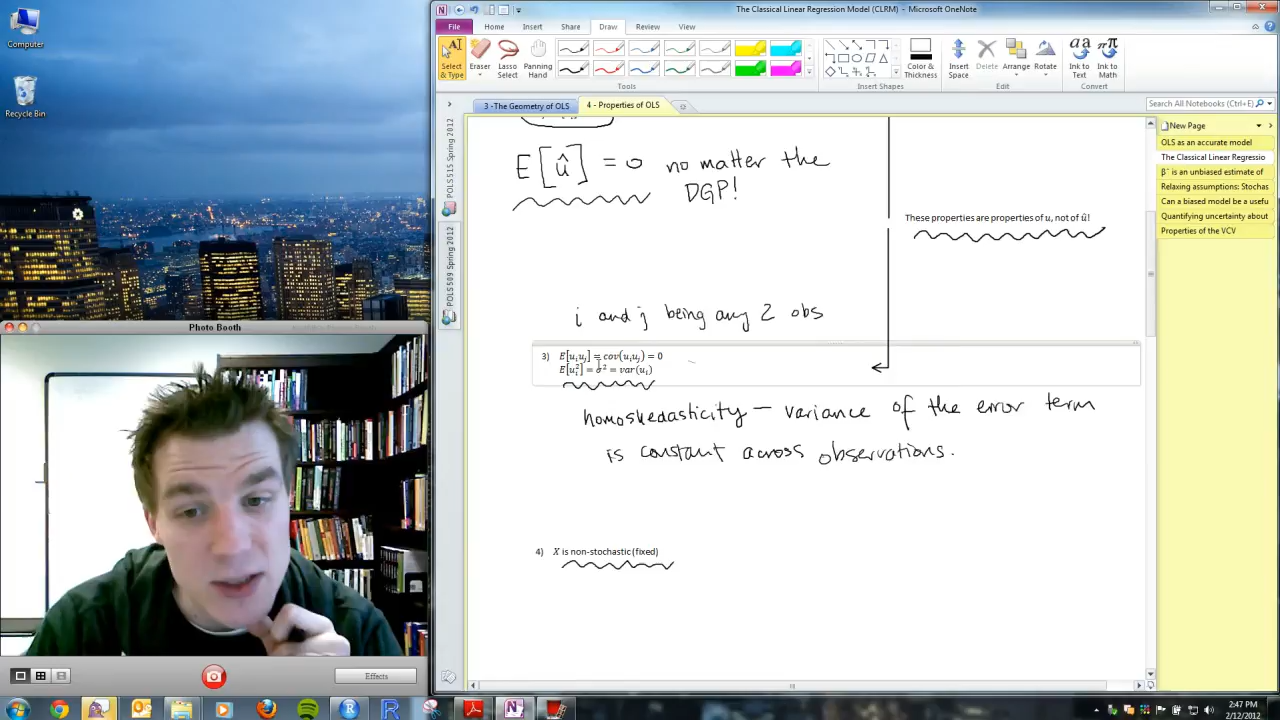 Computer
Recycle Bin
The Classical Linear Regression Model (CLRM) - Microsoft OneNote
File Home Insert Share Draw Review View
Select & Type
Eraser
Lasso Select
Panning Hand
Color & Thickness
Insert Space
Delete
Arrange
Rotate
Ink to Text
Ink to Math
Tools
Insert Shapes
Edit
Convert
3 -The Geometry of OLS
4 - Properties of OLS
Search All Notebooks (Ctrl+E)
POLS 515 Spring 2012
POLS 509 Spring 2012
New Page
OLS as an accurate model
The Classical Linear Regressio
β^ is an unbiased estimate of
Relaxing assumptions: Stochas
Can a biased model be a usefu
Quantifying uncertainty about
Properties of the VCV
E[û] = 0 no matter the
DGP!
These properties are properties of u, not of û!
i and j being any 2 obs
3) E[uᵢuⱼ] = cov(uᵢuⱼ) = 0
E[uᵢ²] = σ² = var(uᵢ)
homoskedasticity — variance of the error term
is constant across observations.
4) X is non-stochastic (fixed)
Photo Booth
Effects
2:47 PM
2/12/2012